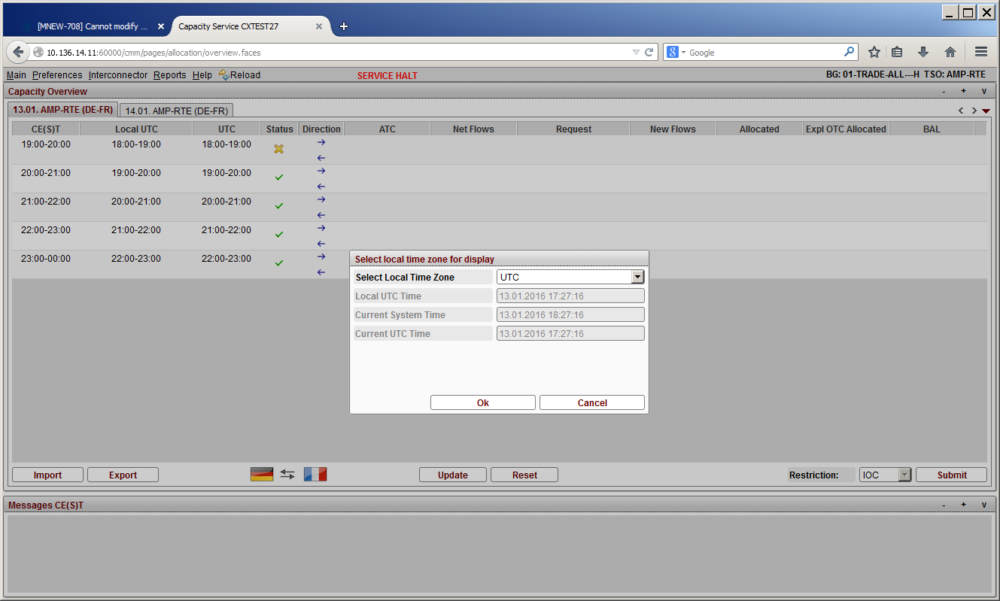 [MNEW-708] Cannot modify ...
Capacity Service CXTEST27
10.136.14.11:60000/cmm/pages/allocation/overview.faces
8 Google
Main Preferences Interconnector Reports Help Reload SERVICE HALT BG: 01-TRADE-ALL---H TSO: AMP-RTE
Capacity Overview - + v
13.01. AMP-RTE (DE-FR) 14.01. AMP-RTE (DE-FR)
CE(S)T Local UTC UTC Status Direction ATC Net Flows Request New Flows Allocated Expl OTC Allocated BAL
19:00-20:00 18:00-19:00 18:00-19:00
20:00-21:00 19:00-20:00 19:00-20:00
21:00-22:00 20:00-21:00 20:00-21:00
22:00-23:00 21:00-22:00 21:00-22:00
23:00-00:00 22:00-23:00 22:00-23:00
Select local time zone for display
Select Local Time Zone UTC
Local UTC Time 13.01.2016 17:27:16
Current System Time 13.01.2016 18:27:16
Current UTC Time 13.01.2016 17:27:16
Ok Cancel
Import Export Update Reset Restriction: IOC Submit
Messages CE(S)T - + v